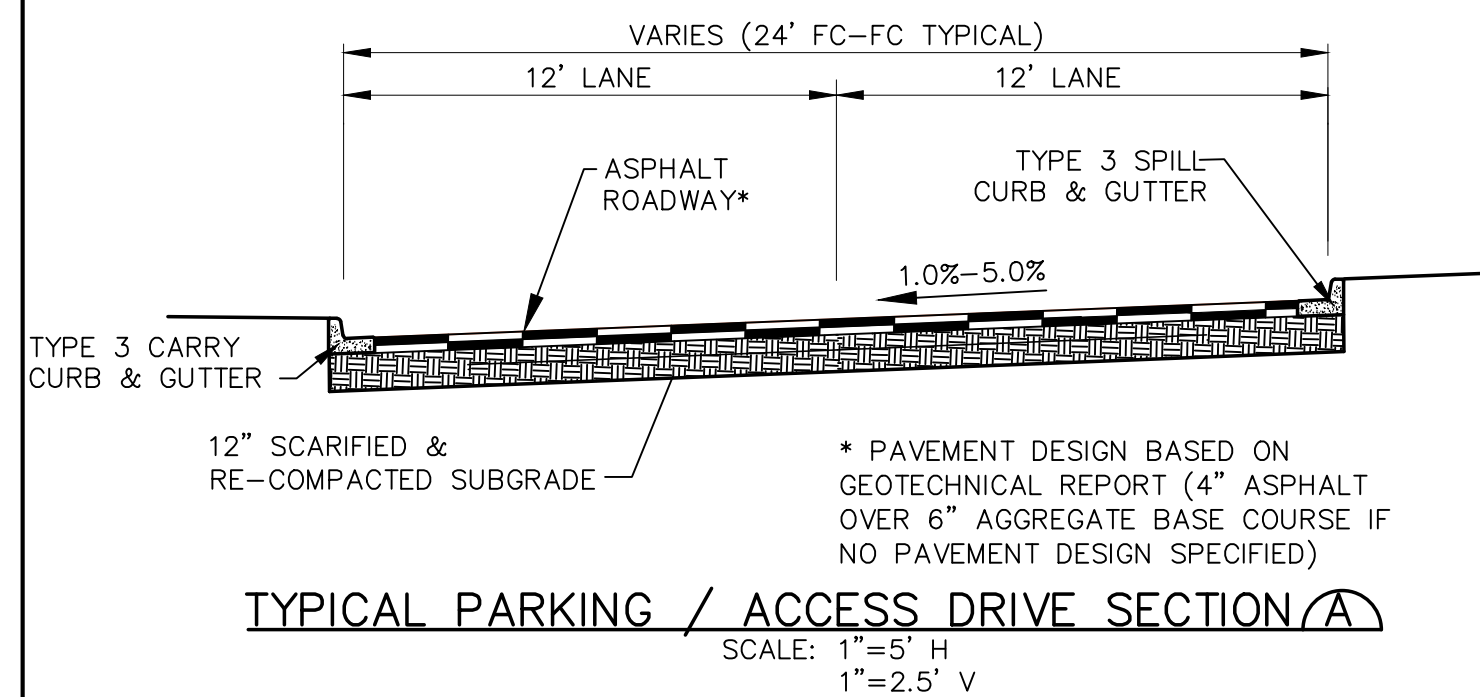 VARIES (24' FC-FC TYPICAL)
12' LANE
12' LANE
ASPHALT
ROADWAY*
TYPE 3 SPILL
CURB & GUTTER
1.0%-5.0%
TYPE 3 CARRY
CURB & GUTTER
12" SCARIFIED &
RE-COMPACTED SUBGRADE
* PAVEMENT DESIGN BASED ON
GEOTECHNICAL REPORT (4" ASPHALT
OVER 6" AGGREGATE BASE COURSE IF
NO PAVEMENT DESIGN SPECIFIED)
TYPICAL PARKING / ACCESS DRIVE SECTION A
SCALE: 1"=5' H
1"=2.5' V